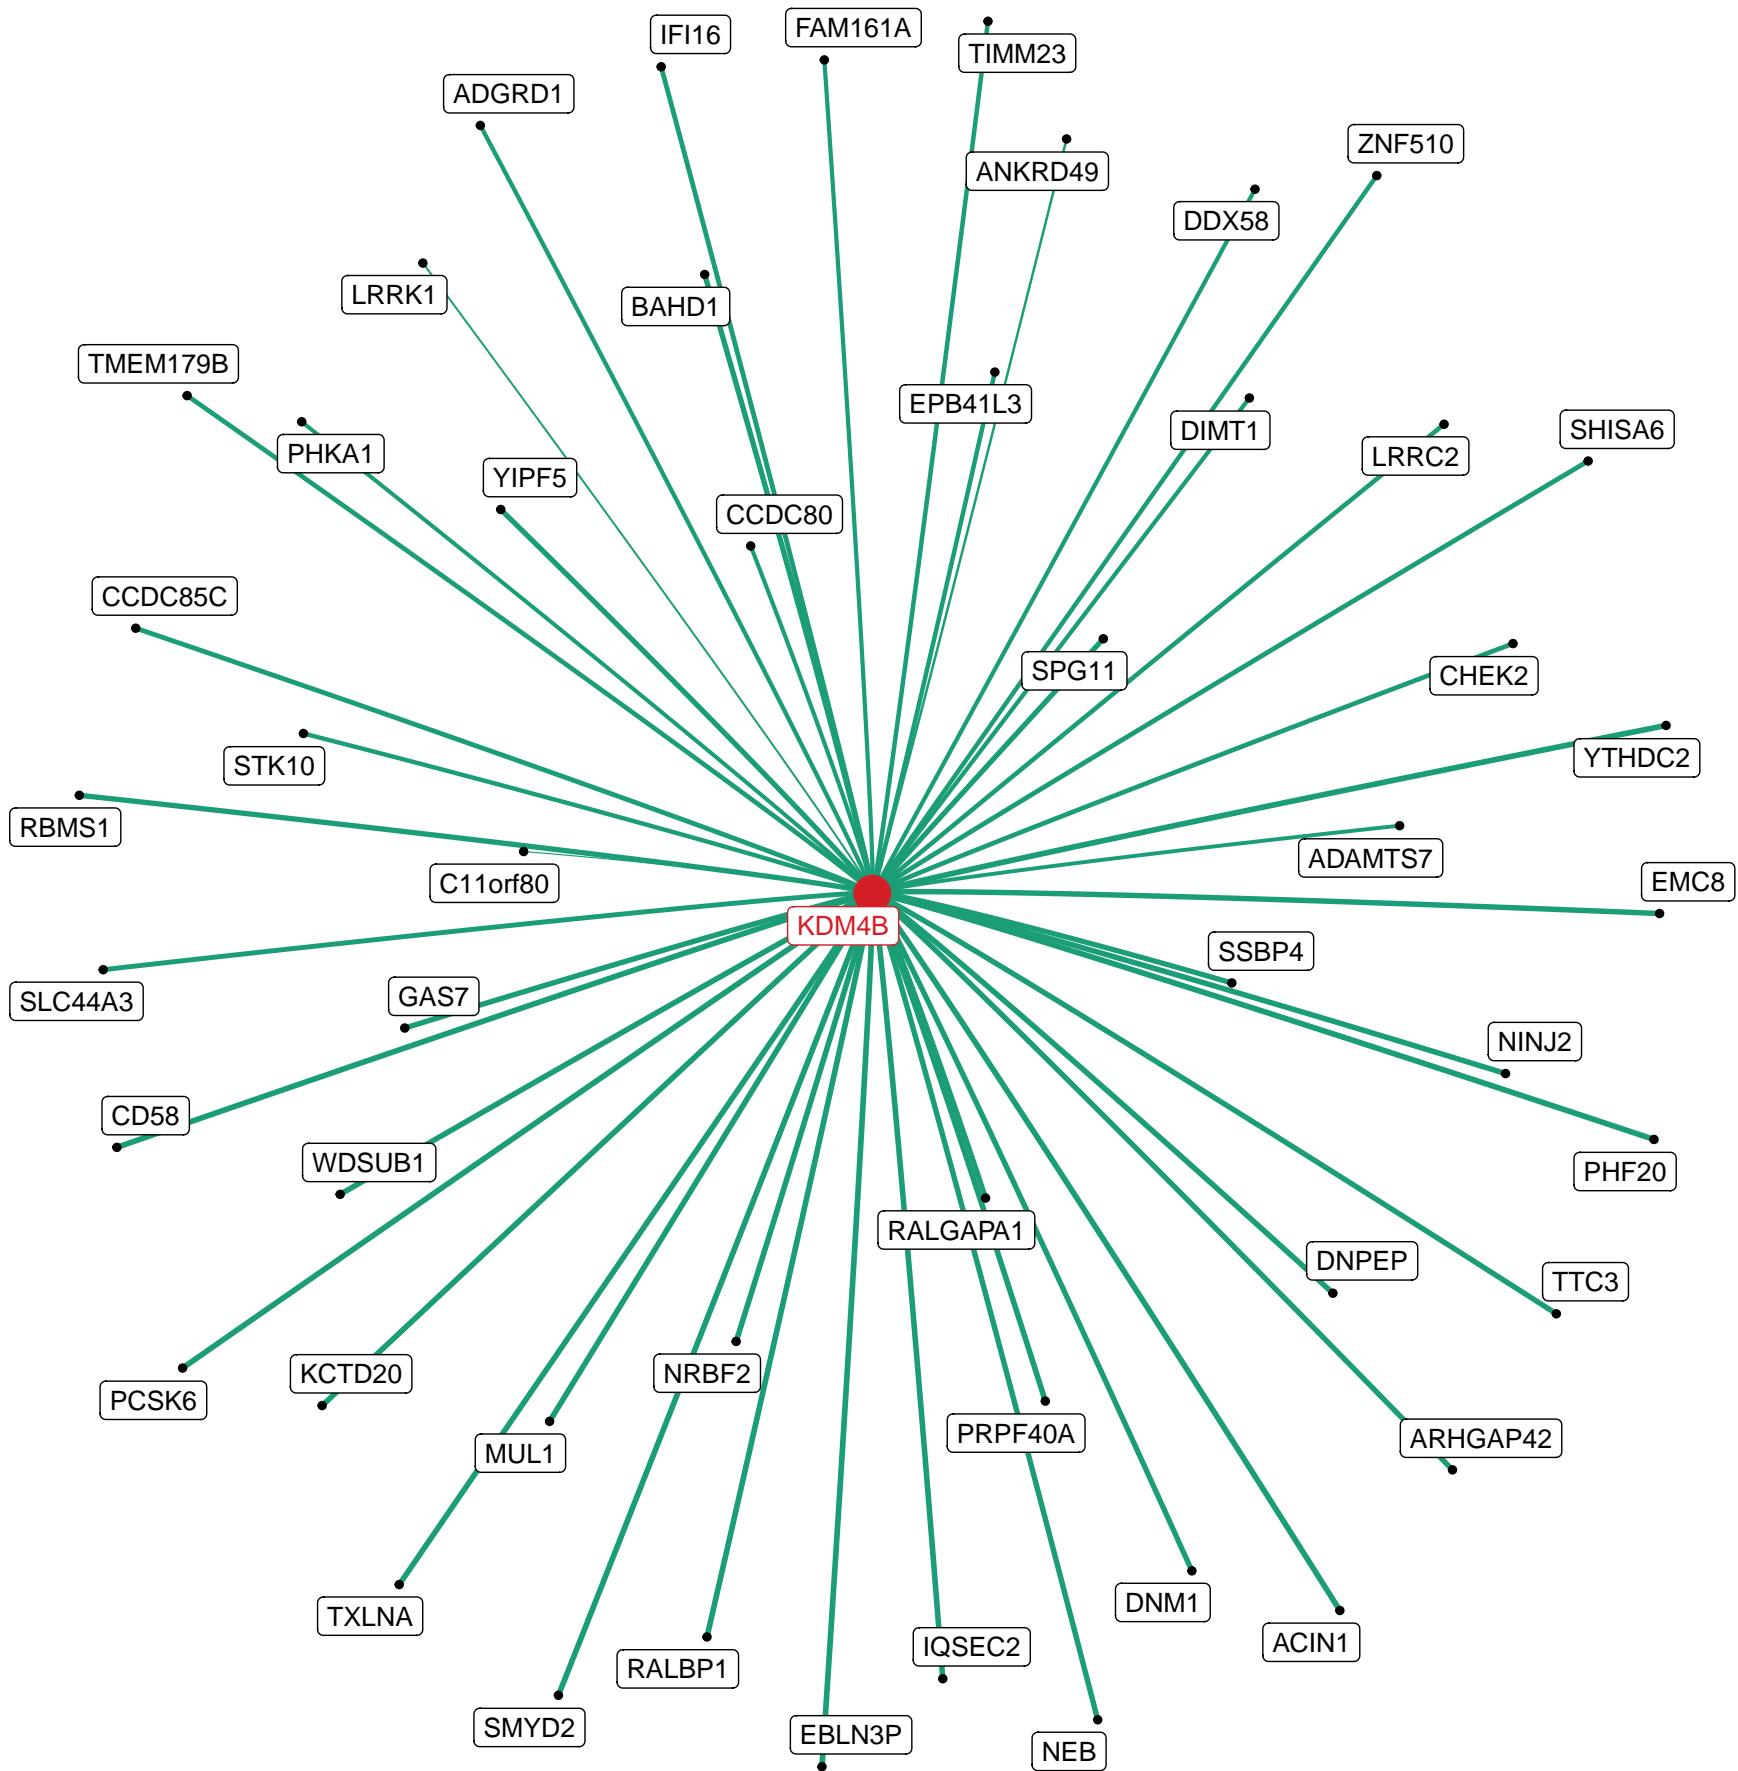 FAM161A
IFI16
TIMM23
ADGRD1
ZNF510
ANKRD49
DDX58
LRRK1
BAHD1
TMEM179B
EPB41L3
SHISA6
DIMT1
PHKA1
LRRC2
YIPF5
CCDC80
CCDC85C
SPG11
CHEK2
YTHDC2
STK10
RBMS1
ADAMTS7
EMC8
C11orf80
KDM4B
SSBP4
GAS7
SLC44A3
NINJ2
CD58
WDSUB1
PHF20
RALGAPA1
DNPEP
TTC3
NRBF2
KCTD20
PCSK6
PRPF40A
ARHGAP42
MUL1
DNM1
TXLNA
ACIN1
IQSEC2
RALBP1
SMYD2
EBLN3P
NEB